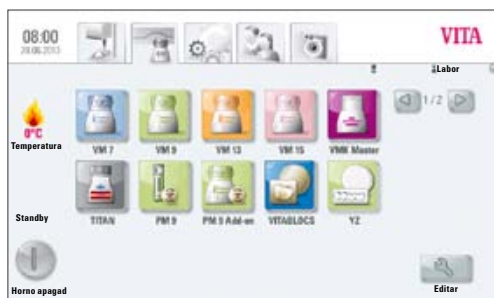 08:00
28.06.2013
VITA
Labor
1/2
0°C
Temperatura
VM 7
VM 9
VM 13
VM 15
VMK Master
Standby
TITAN
PM 9
PM 9 Add-on
VITABLOCS
YZ
Horno apagad
Editar